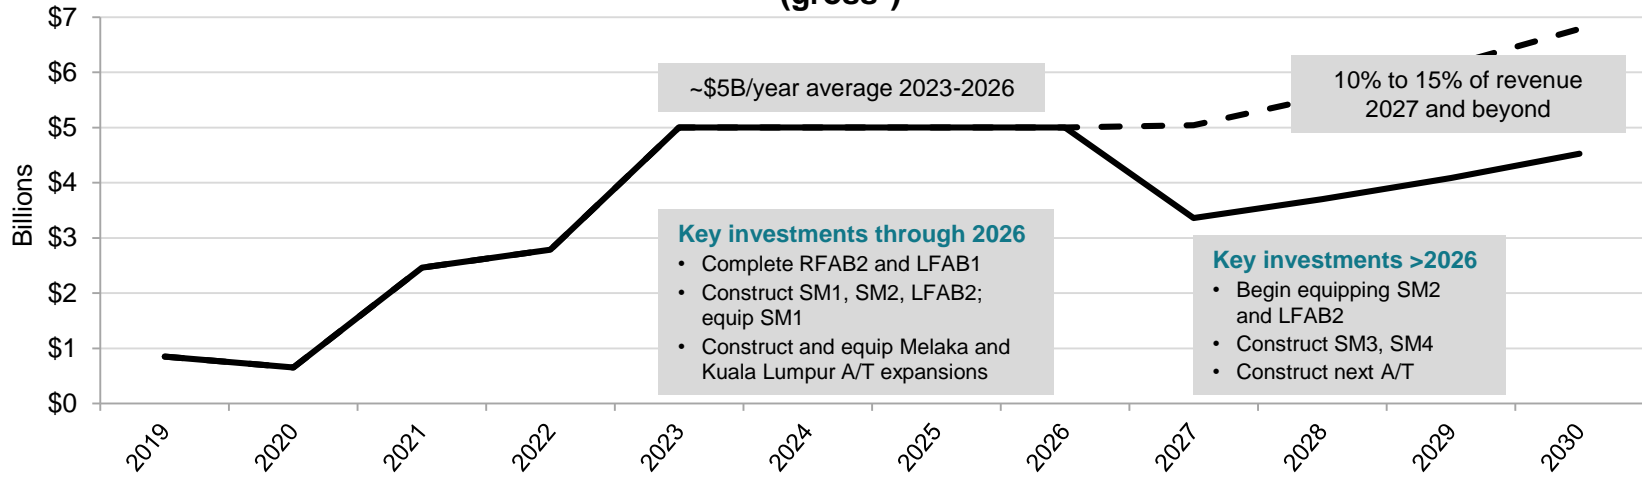 $7
$6
$5
$4
$3
$2
$1
$0
Billions
~$5B/year average 2023-2026
10% to 15% of revenue
2027 and beyond
Key investments through 2026
• Complete RFAB2 and LFAB1
• Construct SM1, SM2, LFAB2;
equip SM1
• Construct and equip Melaka and
Kuala Lumpur A/T expansions
Key investments >2026
• Begin equipping SM2
and LFAB2
• Construct SM3, SM4
• Construct next A/T
2019
2020
2021
2022
2023
2024
2025
2026
2027
2028
2029
2030